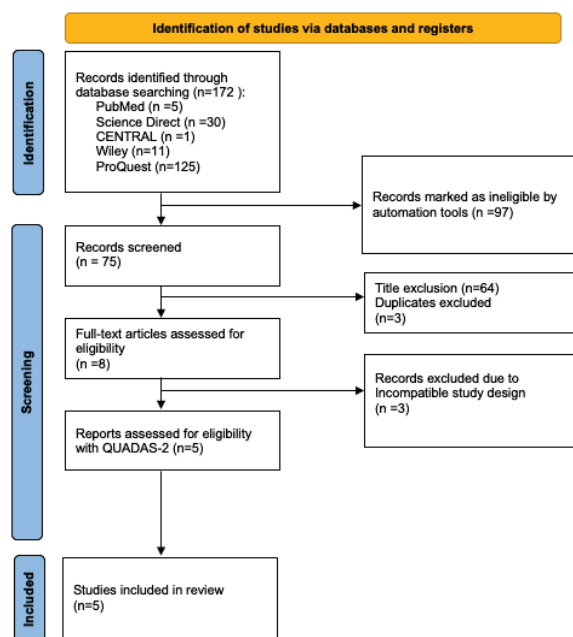 Identification of studies via databases and registers
Identification
Records identified through
database searching (n=172 ):
PubMed (n =5)
Science Direct (n =30)
CENTRAL (n =1)
Wiley (n=11)
ProQuest (n=125)
Records marked as ineligible by
automation tools (n =97)
Screening
Records screened
(n = 75)
Title exclusion (n=64)
Duplicates excluded
(n=3)
Full-text articles assessed for
eligibility
(n =8)
Records excluded due to
Incompatible study design
(n =3)
Reports assessed for eligibility
with QUADAS-2 (n=5)
Included
Studies included in review
(n=5)